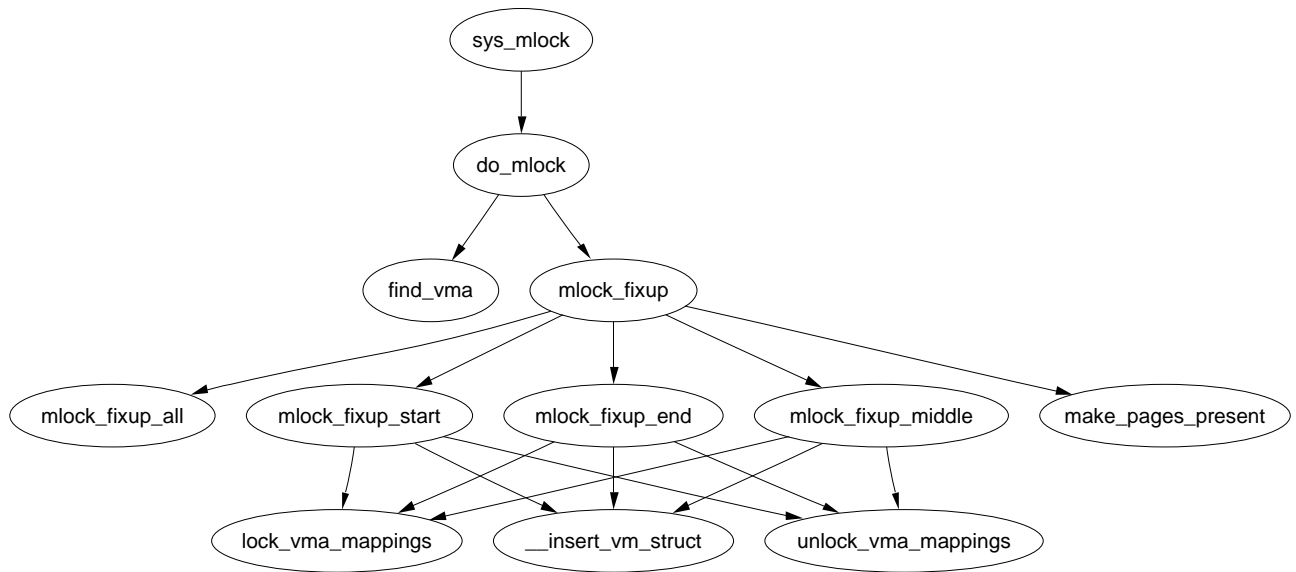 sys_mlock
do_mlock
find_vma
mlock_fixup
mlock_fixup_all
mlock_fixup_start
mlock_fixup_end
mlock_fixup_middle
make_pages_present
lock_vma_mappings
__insert_vm_struct
unlock_vma_mappings